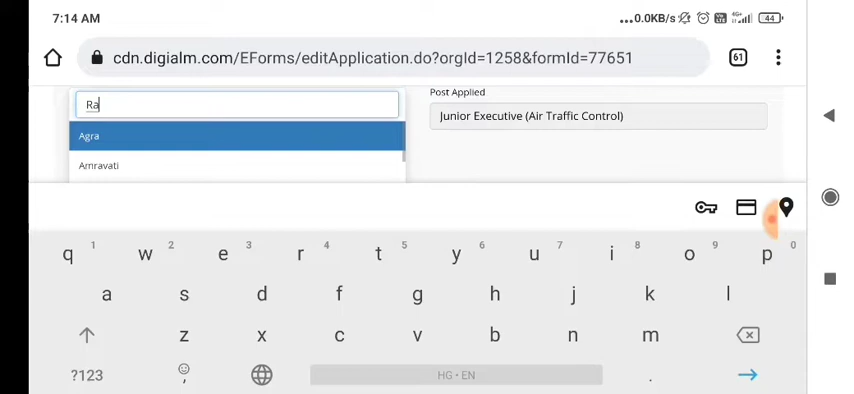 7:14 AM
...0.0KB/s 4G+ 44
cdn.digialm.com/EForms/editApplication.do?orgId=1258&formId=77651 61
Ra
Post Applied
Agra
Junior Executive (Air Traffic Control)
Amravati
q 1 w 2 e 3 r 4 t 5 y 6 u 7 i 8 o 9 p 0
a s d f g h j k l
z x c v b n m
?123 , HG • EN .